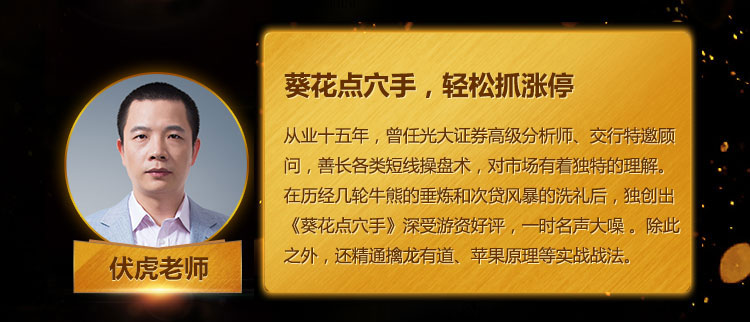 葵花点穴手，轻松抓涨停
从业十五年，曾任光大证券高级分析师、交行特邀顾
问，善长各类短线操盘术，对市场有着独特的理解。
在历经几轮牛熊的垂炼和次贷风暴的洗礼后，独创出
《葵花点穴手》深受游资好评，一时名声大噪 。除此
之外，还精通擒龙有道、苹果原理等实战战法。
伏虎老师